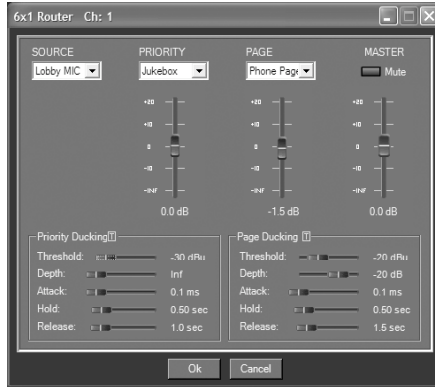 6x1 Router Ch: 1
SOURCE PRIORITY PAGE MASTER
Lobby MIC Jukebox Phone Page Mute
+20 +20 +20
+10 +10 +10
0 0 0
-10 -10 -10
-INF -INF -INF
0.0 dB -1.5 dB 0.0 dB
Priority Ducking T Page Ducking T
Threshold: -30 dBu Threshold: -20 dBu
Depth: Inf Depth: -20 dB
Attack: 0.1 ms Attack: 0.1 ms
Hold: 0.50 sec Hold: 0.50 sec
Release: 1.0 sec Release: 1.5 sec
Ok Cancel